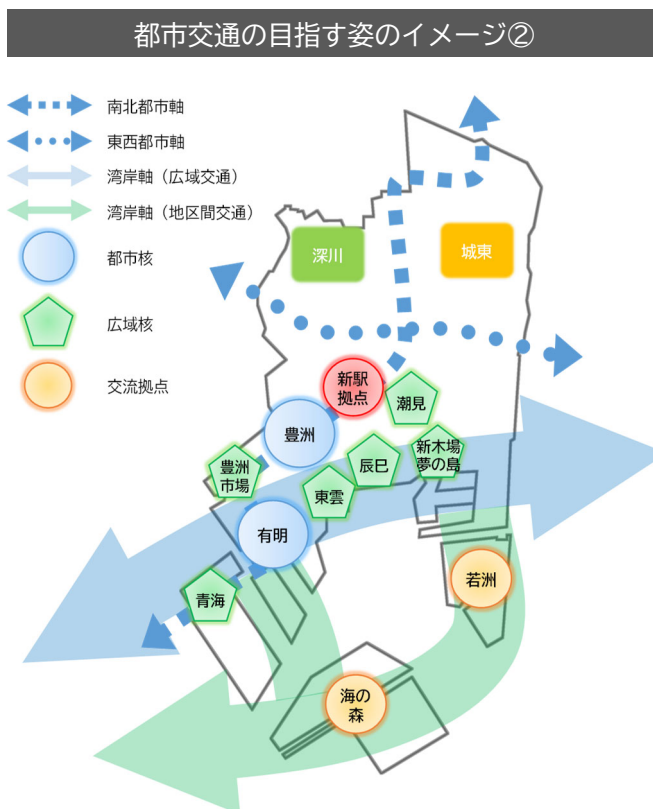 都市交通の目指す姿のイメージ②
南北都市軸
東西都市軸
湾岸軸（広域交通）
湾岸軸（地区間交通）
都市核
広域核
交流拠点
深川
城東
新駅
拠点
潮見
豊洲
新木場
夢の島
豊洲
市場
辰巳
東雲
有明
若洲
青海
海の
森